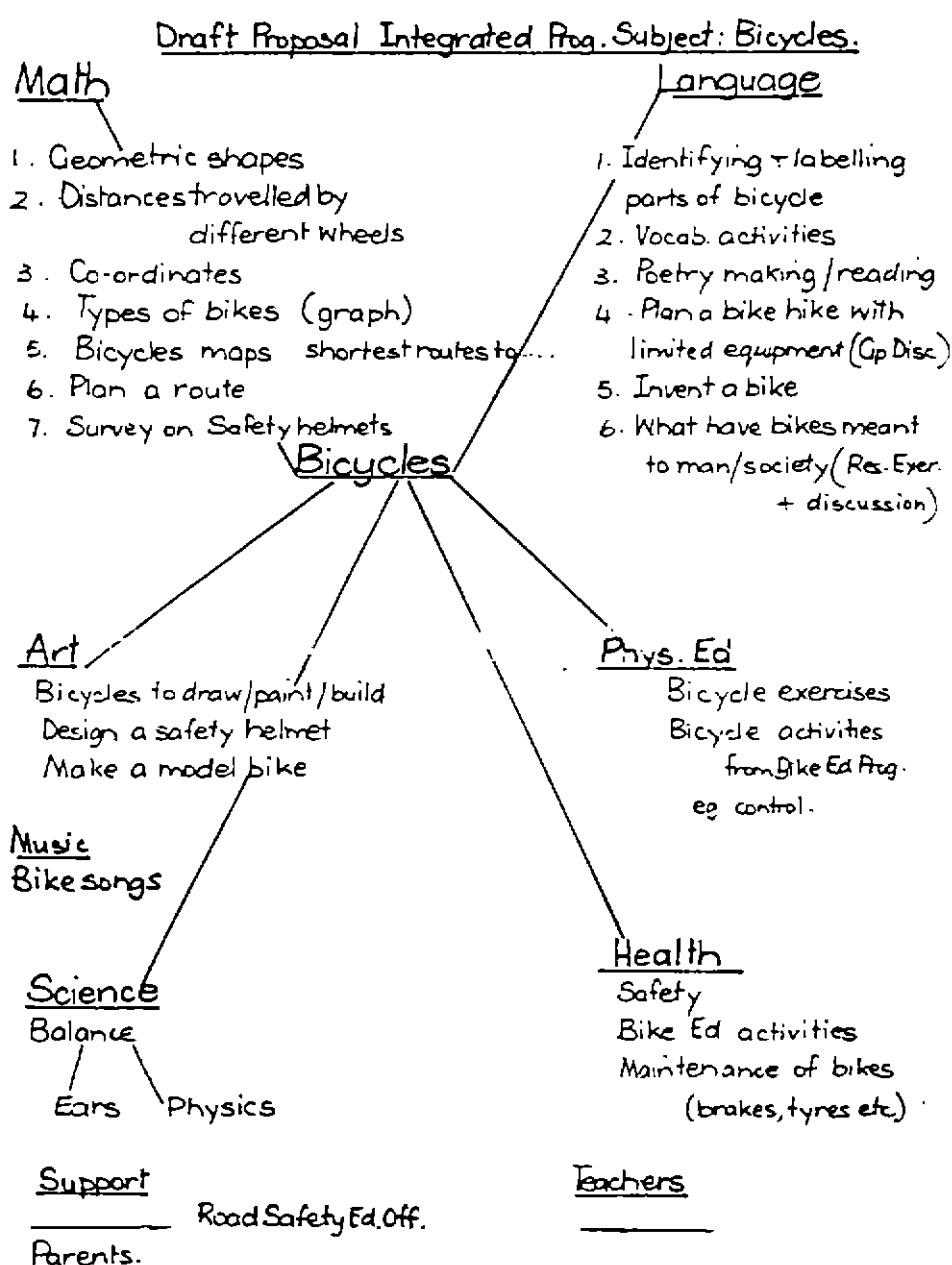 Draft Proposal Integrated Prog. Subject: Bicycles.
Math
1. Geometric shapes
2. Distances travelled by
different wheels
3. Co-ordinates
4. Types of bikes (graph)
5. Bicycles maps shortest routes to....
6. Plan a route
7. Survey on Safety helmets
Language
1. Identifying + labelling
parts of bicycle
2. Vocab. activities
3. Poetry making/reading
4. Plan a bike hike with
limited equipment (Gp Disc)
5. Invent a bike
6. What have bikes meant
to man/society (Res. Exer.
+ discussion)
Bicycles
Art
Bicycles to draw/paint/build
Design a safety helmet
Make a model bike
Phys. Ed
Bicycle exercises
Bicycle activities
from Bike Ed Prog.
eg control.
Music
Bike songs
Science
Balance
Ears Physics
Health
Safety
Bike Ed activities
Maintenance of bikes
(brakes, tyres etc.)
Support
Road Safety Ed. Off.
Parents.
Teachers